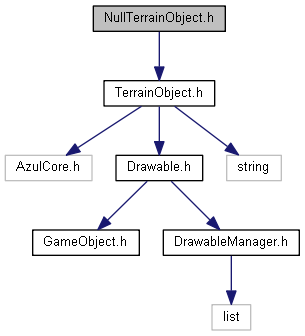 NullTerrainObject.h
TerrainObject.h
AzulCore.h
Drawable.h
string
GameObject.h
DrawableManager.h
list